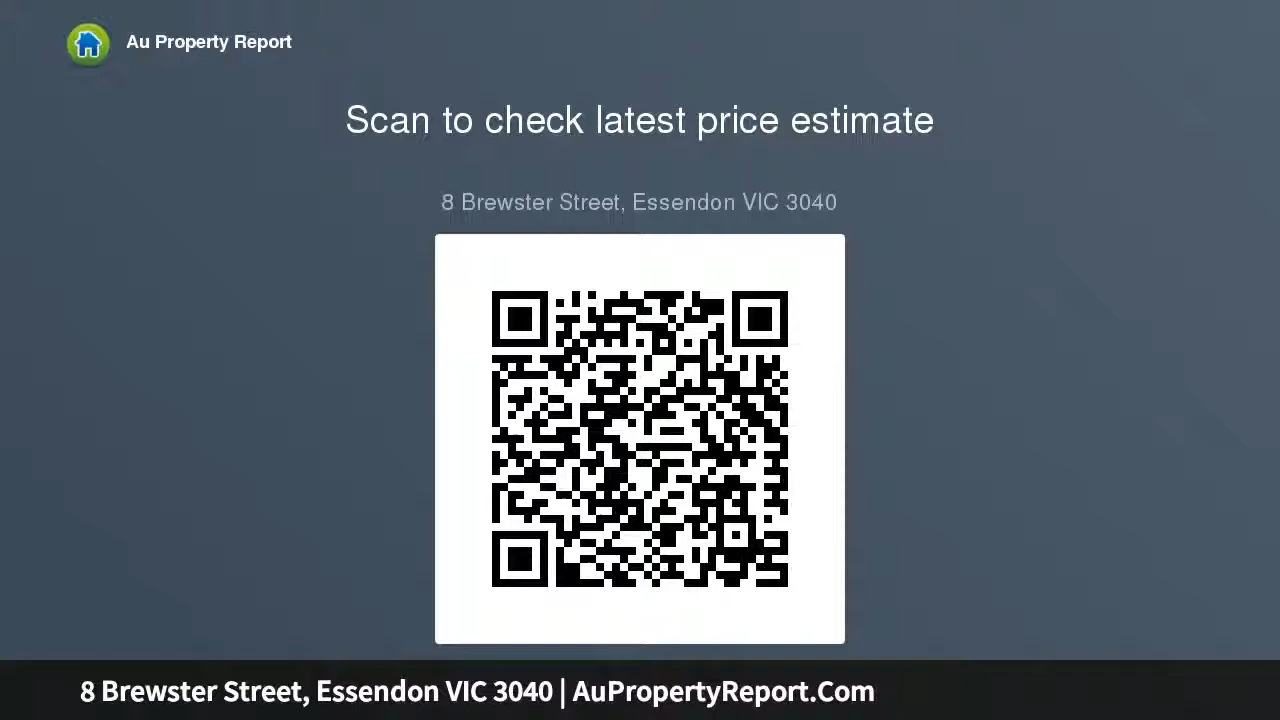 Au Property Report
Scan to check latest price estimate
8 Brewster Street, Essendon VIC 3040
8 Brewster Street, Essendon VIC 3040 | AuPropertyReport.Com